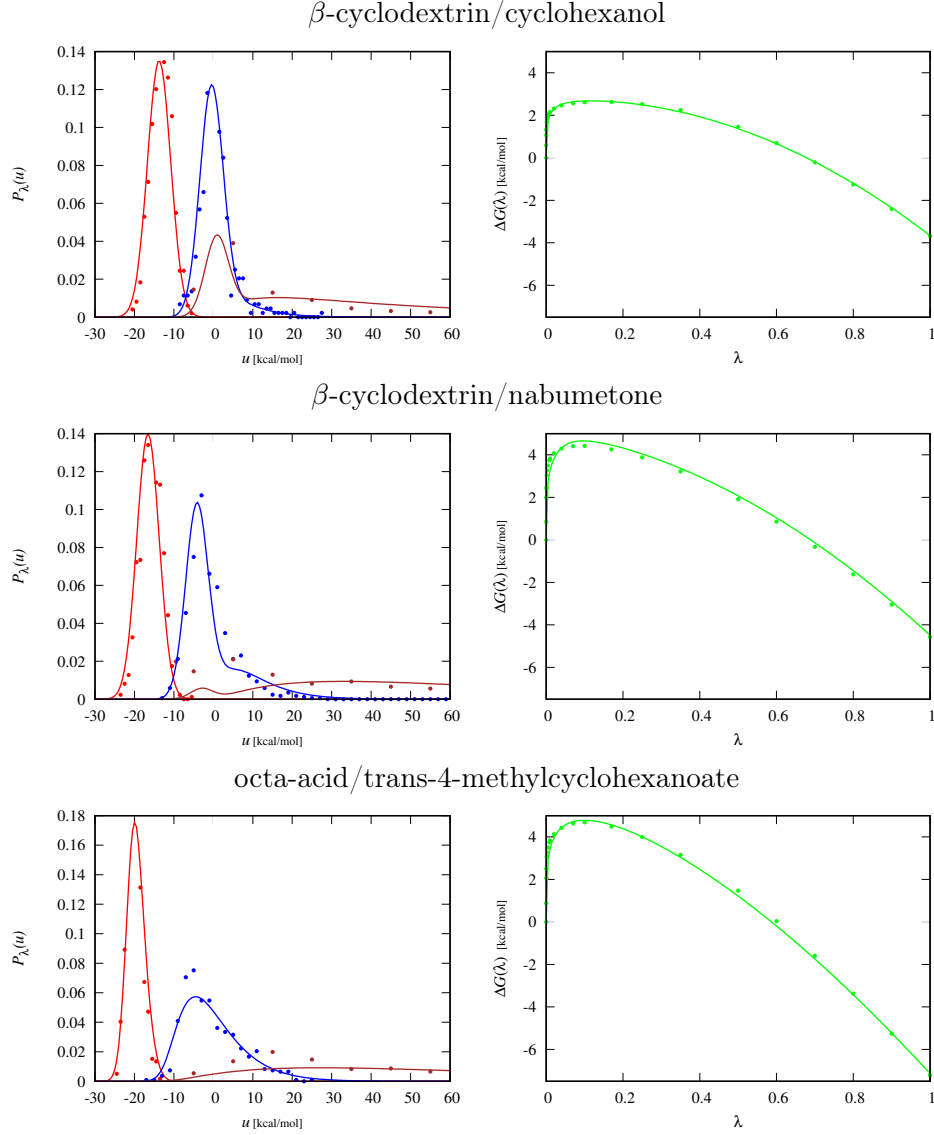 β-cyclodextrin/cyclohexanol
0.14
0.12
0.1
0.08
0.06
0.04
0.02
0
Pλ(u)
-30 -20 -10 0 10 20 30 40 50 60
u [kcal/mol]
4
2
0
-2
-4
-6
ΔG(λ) [kcal/mol]
0 0.2 0.4 0.6 0.8 1
λ
β-cyclodextrin/nabumetone
0.14
0.12
0.1
0.08
0.06
0.04
0.02
0
Pλ(u)
-30 -20 -10 0 10 20 30 40 50 60
u [kcal/mol]
4
2
0
-2
-4
-6
ΔG(λ) [kcal/mol]
0 0.2 0.4 0.6 0.8 1
λ
octa-acid/trans-4-methylcyclohexanoate
0.18
0.16
0.14
0.12
0.1
0.08
0.06
0.04
0.02
0
Pλ(u)
-30 -20 -10 0 10 20 30 40 50 60
u [kcal/mol]
4
2
0
-2
-4
-6
ΔG(λ) [kcal/mol]
0 0.2 0.4 0.6 0.8 1
λ